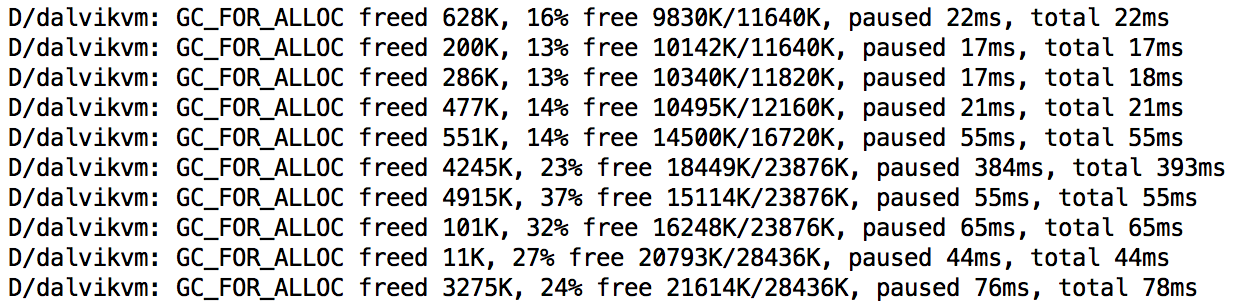 D/dalvikvm: GC_FOR_ALLOC freed 628K, 16% free 9830K/11640K, paused 22ms, total 22ms
D/dalvikvm: GC_FOR_ALLOC freed 200K, 13% free 10142K/11640K, paused 17ms, total 17ms
D/dalvikvm: GC_FOR_ALLOC freed 286K, 13% free 10340K/11820K, paused 17ms, total 18ms
D/dalvikvm: GC_FOR_ALLOC freed 477K, 14% free 10495K/12160K, paused 21ms, total 21ms
D/dalvikvm: GC_FOR_ALLOC freed 551K, 14% free 14500K/16720K, paused 55ms, total 55ms
D/dalvikvm: GC_FOR_ALLOC freed 4245K, 23% free 18449K/23876K, paused 384ms, total 393ms
D/dalvikvm: GC_FOR_ALLOC freed 4915K, 37% free 15114K/23876K, paused 55ms, total 55ms
D/dalvikvm: GC_FOR_ALLOC freed 101K, 32% free 16248K/23876K, paused 65ms, total 65ms
D/dalvikvm: GC_FOR_ALLOC freed 11K, 27% free 20793K/28436K, paused 44ms, total 44ms
D/dalvikvm: GC_FOR_ALLOC freed 3275K, 24% free 21614K/28436K, paused 76ms, total 78ms